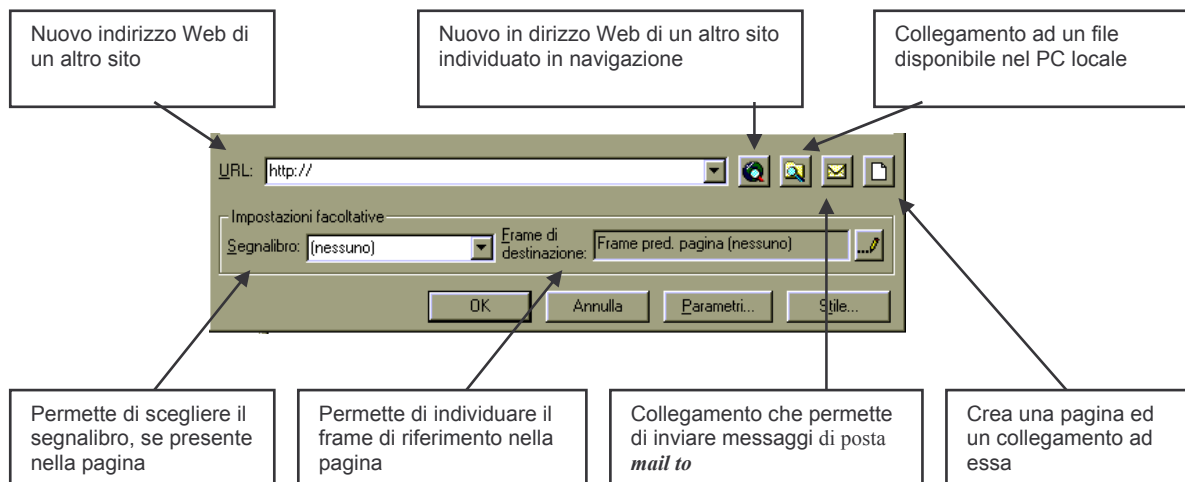 Nuovo indirizzo Web di
un altro sito
Nuovo in dirizzo Web di un altro sito
individuato in navigazione
Collegamento ad un file
disponibile nel PC locale
URL: http://
Impostazioni facoltative
Segnalibro: (nessuno)
Frame di
destinazione: Frame pred. pagina (nessuno)
...
OK Annulla Parametri... Stile...
Permette di scegliere il
segnalibro, se presente
nella pagina
Permette di individuare il
frame di riferimento nella
pagina
Collegamento che permette
di inviare messaggi di posta
mail to
Crea una pagina ed
un collegamento ad
essa